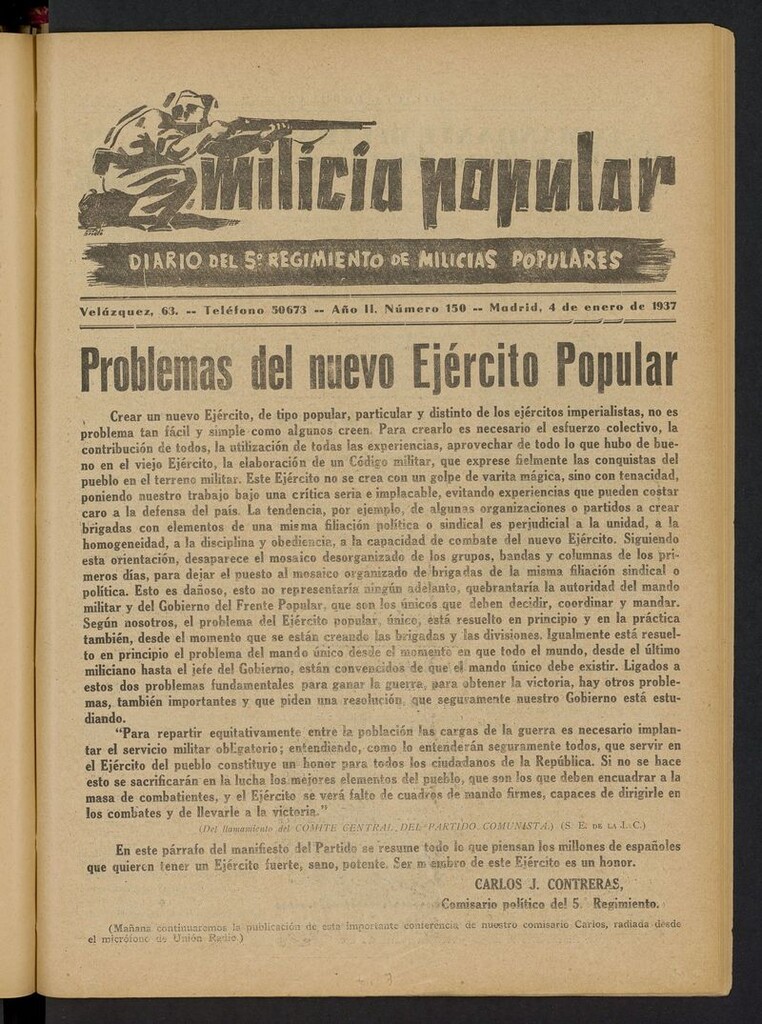 milicia popular
DIARIO DEL 5º REGIMIENTO DE MILICIAS POPULARES
Velázquez, 63. -- Teléfono 50673 -- Año II. Número 150 -- Madrid, 4 de enero de 1937
Problemas del nuevo Ejército Popular
Crear un nuevo Ejército, de tipo popular, particular y distinto de los ejércitos imperialistas, no es
problema tan fácil y simple como algunos creen. Para crearlo es necesario el esfuerzo colectivo, la
contribución de todos, la utilización de todas las experiencias, aprovechar de todo lo que hubo de bue-
no en el viejo Ejército, la elaboración de un Código militar, que exprese fielmente las conquistas del
pueblo en el terreno militar. Este Ejército no se crea con un golpe de varita mágica, sino con tenacidad,
poniendo nuestro trabajo bajo una crítica seria e implacable, evitando experiencias que pueden costar
caro a la defensa del país. La tendencia, por ejemplo, de algunas organizaciones o partidos a crear
brigadas con elementos de una misma filiación política o sindical es perjudicial a la unidad, a la
homogeneidad, a la disciplina y obediencia, a la capacidad de combate del nuevo Ejército. Siguiendo
esta orientación, desaparece el mosaico desorganizado de los grupos, bandas y columnas de los pri-
meros días, para dejar el puesto al mosaico organizado de brigadas de la misma filiación sindical o
política. Esto es dañoso, esto no representaría ningún adelanto, quebrantaría la autoridad del mando
militar y del Gobierno del Frente Popular, que son los únicos que deben decidir, coordinar y mandar.
Según nosotros, el problema del Ejército popular, único, está resuelto en principio y en la práctica
también, desde el momento que se están creando las brigadas y las divisiones. Igualmente está resuel-
to en principio el problema del mando único desde el momento en que todo el mundo, desde el último
miliciano hasta el jefe del Gobierno, están convencidos de que el mando único debe existir. Ligados a
estos dos problemas fundamentales para ganar la guerra, para obtener la victoria, hay otros proble-
mas, también importantes y que piden una resolución, que seguramente nuestro Gobierno está estu-
diando.
"Para repartir equitativamente entre la población las cargas de la guerra es necesario implan-
tar el servicio militar obligatorio; entendiendo, como lo entenderán seguramente todos, que servir en
el Ejército del pueblo constituye un honor para todos los ciudadanos de la República. Si no se hace
esto se sacrificarán en la lucha los mejores elementos del pueblo, que son los que deben encuadrar a la
masa de combatientes, y el Ejército se verá falto de cuadros de mando firmes, capaces de dirigirle en
los combates y de llevarle a la victoria."
(Del llamamiento del COMITE CENTRAL DEL PARTIDO COMUNISTA.) (S. E. DE LA I. C.)
En este párrafo del manifiesto del Partido se resume todo lo que piensan los millones de españoles
que quieren tener un Ejército fuerte, sano, potente. Ser miembro de este Ejército es un honor.
CARLOS J. CONTRERAS,
Comisario político del 5. Regimiento.
(Mañana continuaremos la publicación de esta importante conferencia de nuestro comisario Carlos, radiada desde
el micrófono de Unión Radio.)